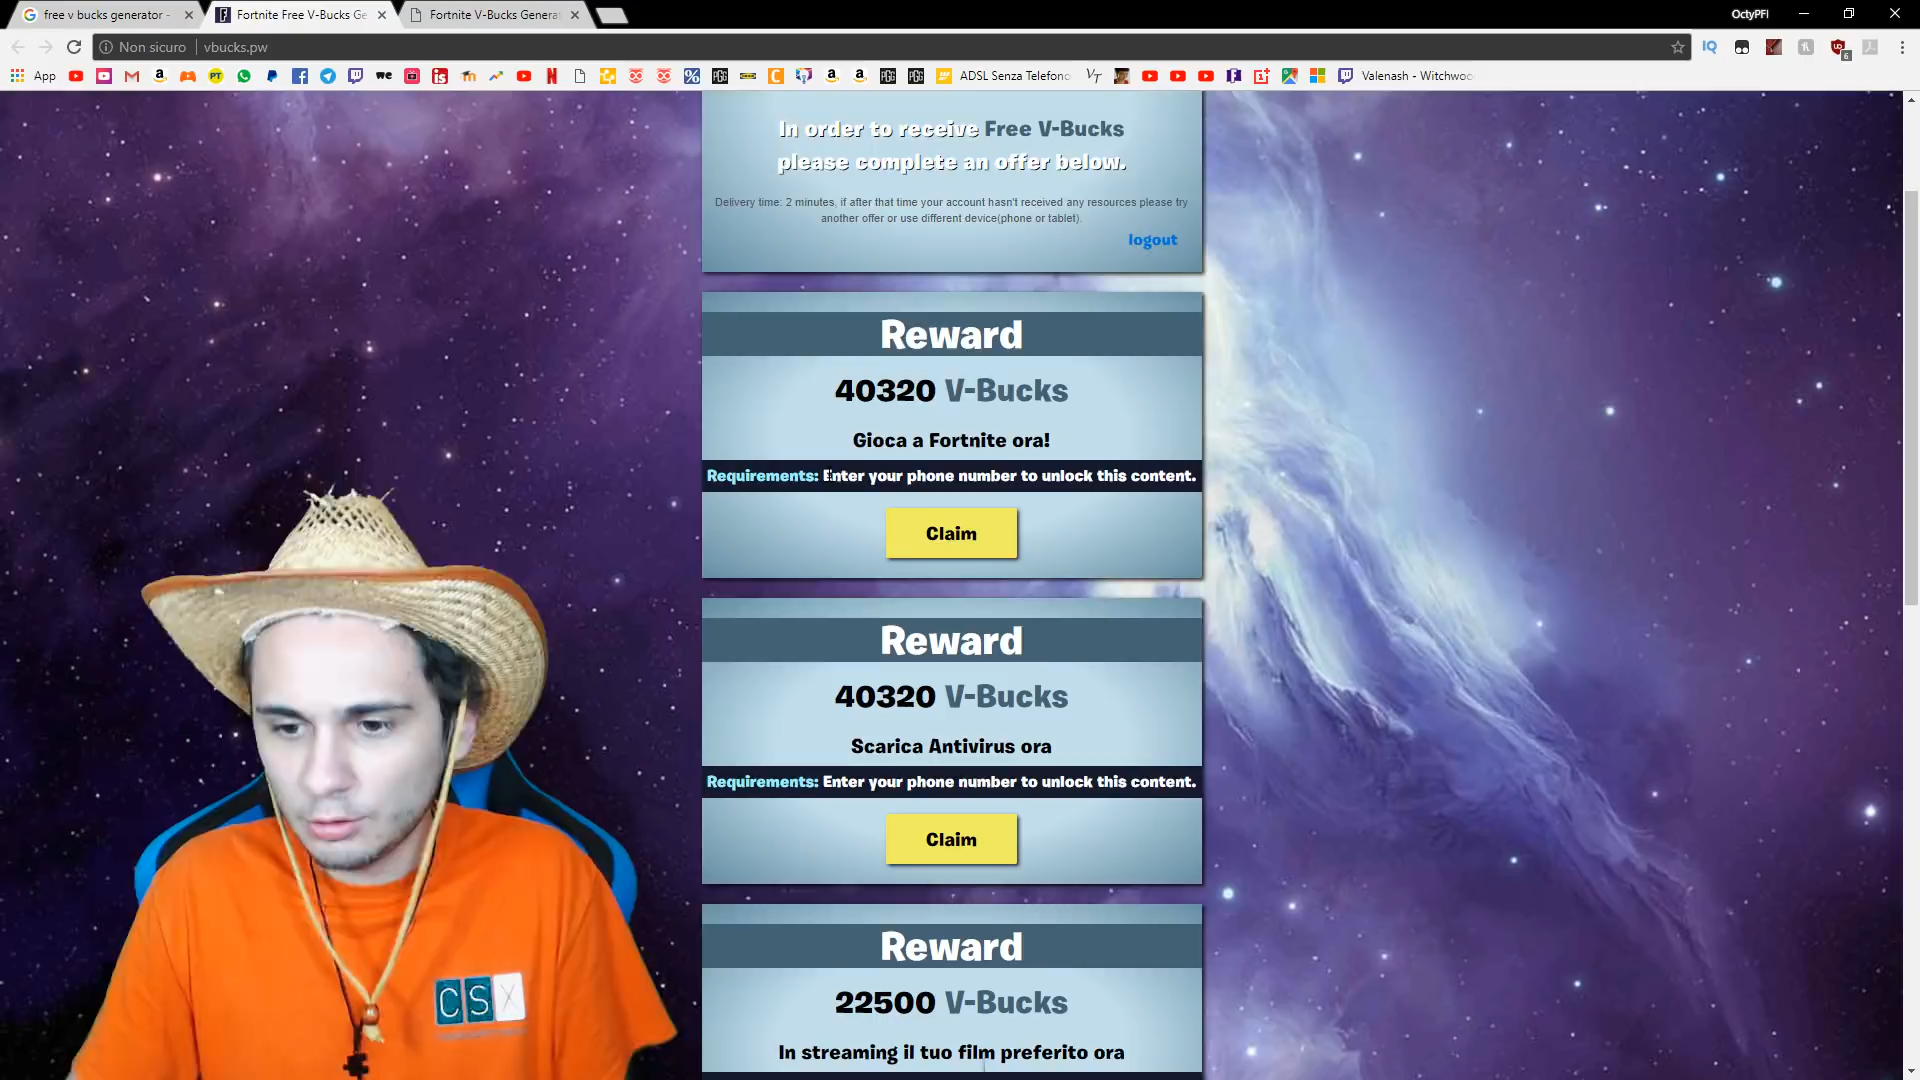 free v bucks generator -
Fortnite Free V-Bucks Ge
Fortnite V-Bucks Genera
OctyPFI
Non sicuro
vbucks.pw
App
ADSL Senza Telefono
Valenash - Witchwoo
In order to receive Free V-Bucks
please complete an offer below.
Delivery time: 2 minutes, if after that time your account hasn't received any resources please try
another offer or use different device(phone or tablet).
logout
Reward
40320 V-Bucks
Gioca a Fortnite ora!
Requirements: Enter your phone number to unlock this content.
Claim
Reward
40320 V-Bucks
Scarica Antivirus ora
Requirements: Enter your phone number to unlock this content.
Claim
Reward
22500 V-Bucks
In streaming il tuo film preferito ora
CSX